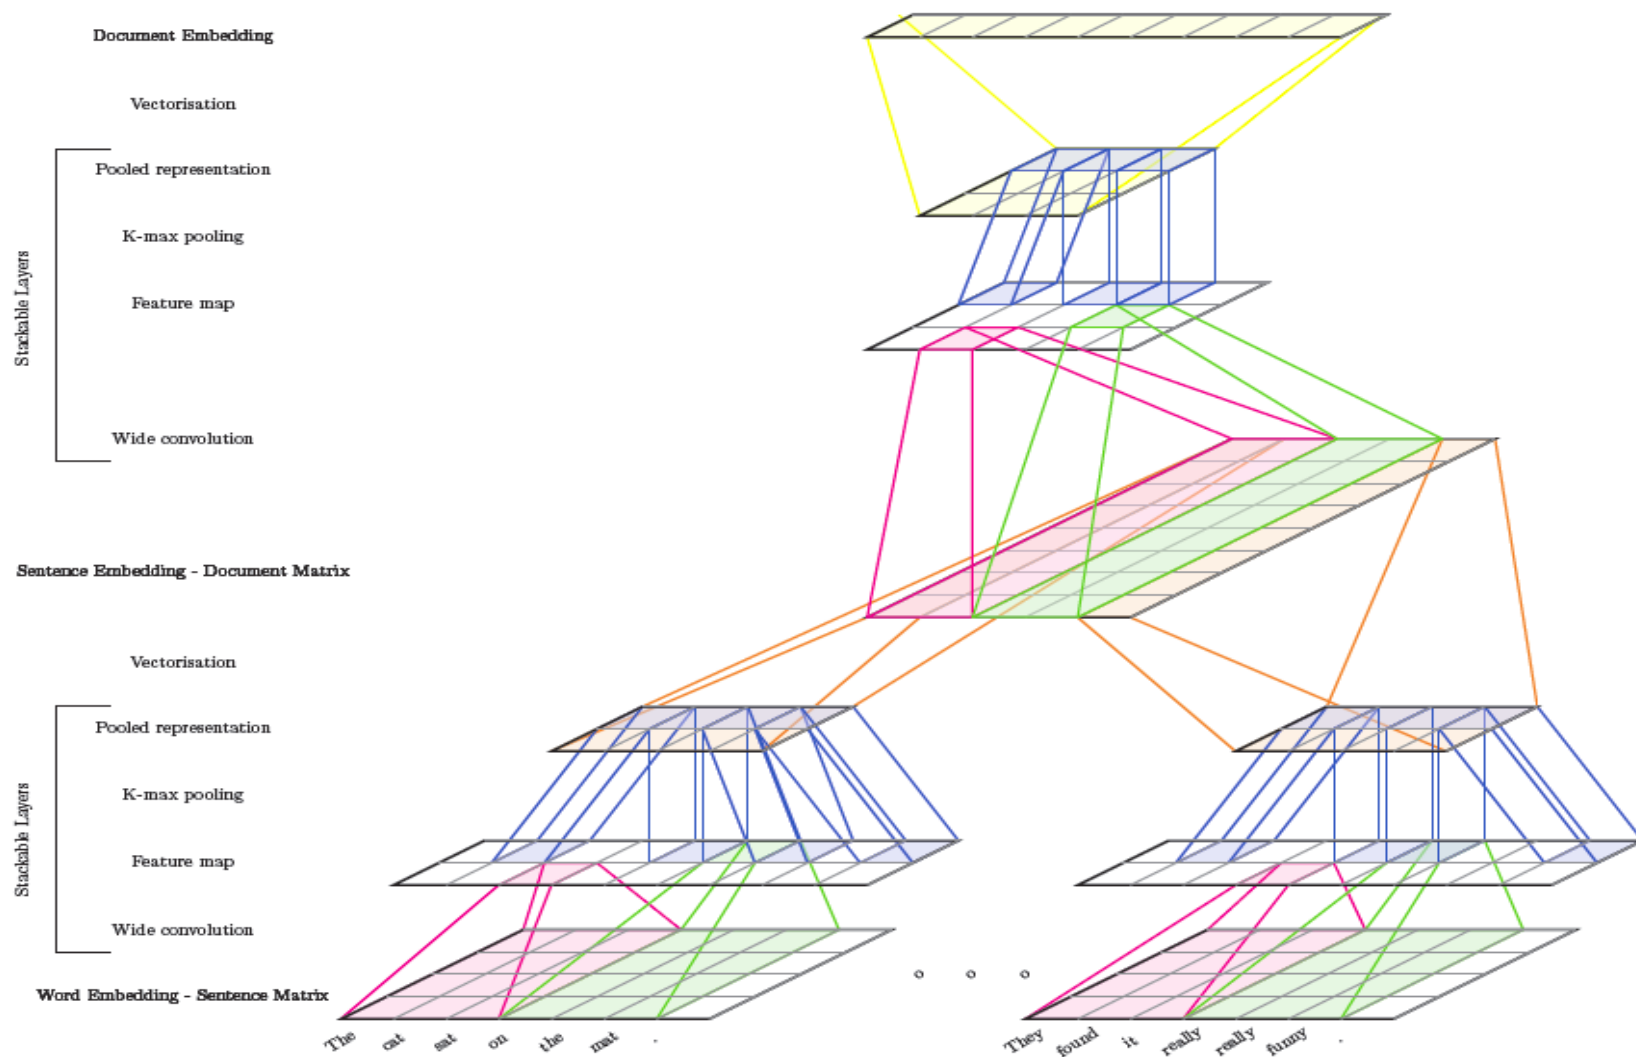 Document Embedding
Vectorisation
Pooled representation
K-max pooling
Feature map
Wide convolution
Stackable Layers
Sentence Embedding - Document Matrix
Vectorisation
Pooled representation
K-max pooling
Feature map
Wide convolution
Stackable Layers
Word Embedding - Sentence Matrix
The cat sat on the mat .
They found it really really funny .